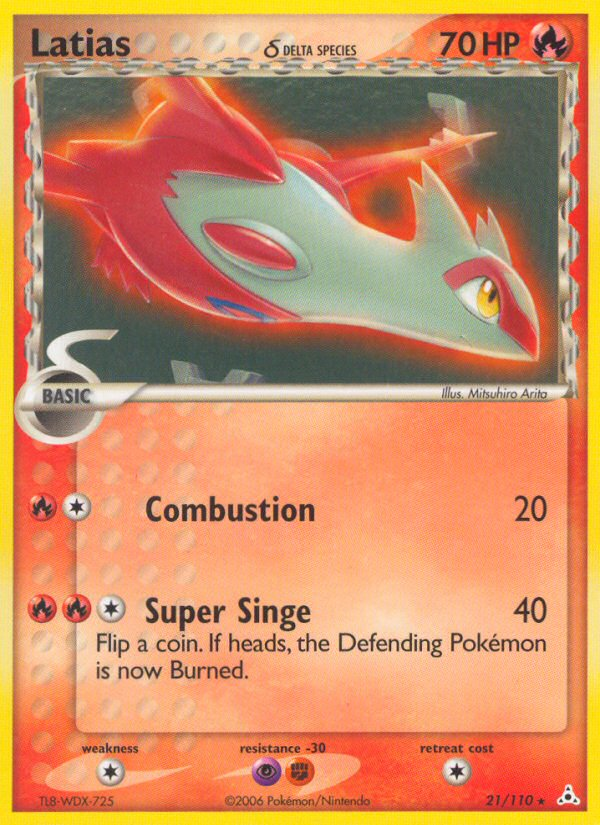 Latias
δ DELTA SPECIES
70 HP
BASIC
Illus. Mitsuhiro Arita
Combustion 20
Super Singe 40
Flip a coin. If heads, the Defending Pokémon
is now Burned.
weakness resistance -30 retreat cost
TL8-WDX-725 ©2006 Pokémon/Nintendo 21/110 ★